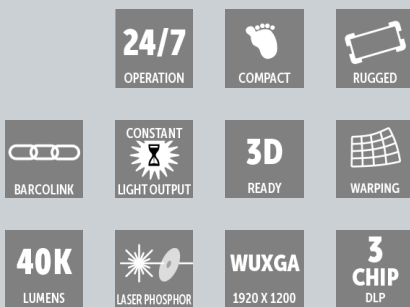 24/7
OPERATION
COMPACT
RUGGED
BARCOLINK
CONSTANT
LIGHT OUTPUT
3D
READY
WARPING
40K
LUMENS
LASER PHOSPHOR
WUXGA
1920 X 1200
3
CHIP
DLP